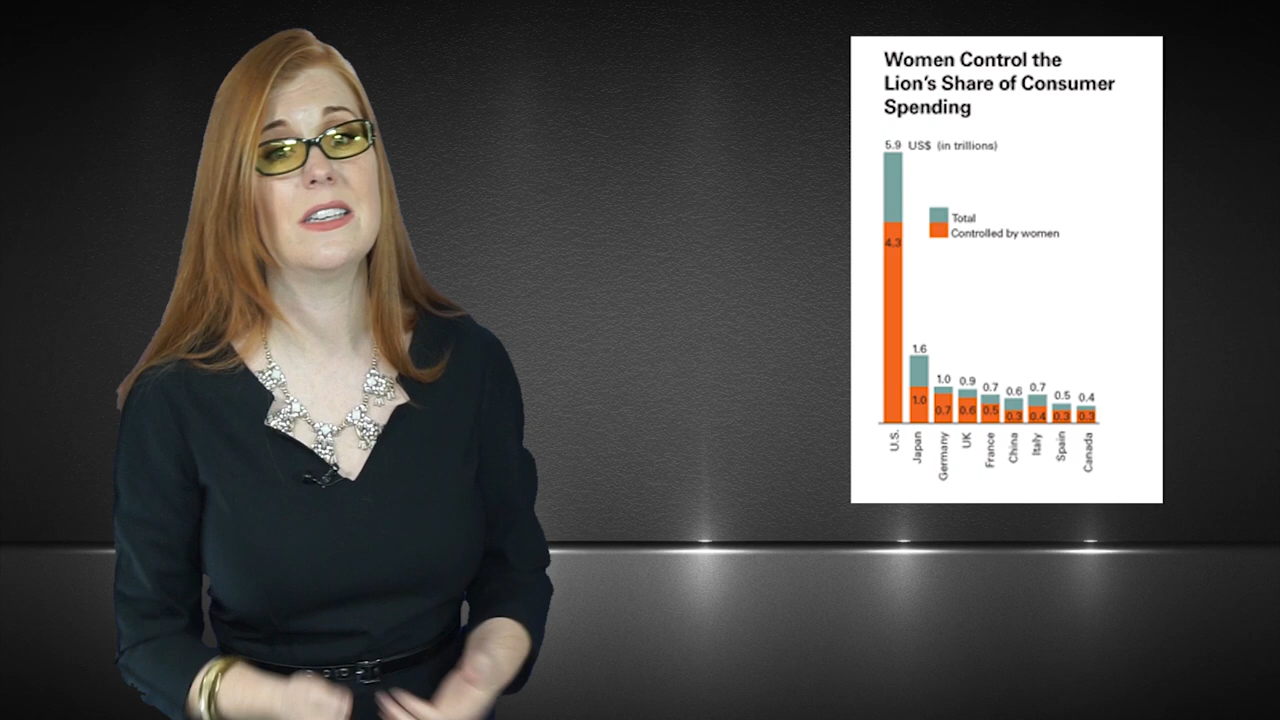 Women Control the
Lion's Share of Consumer
Spending
5.9 US$ (in trillions)
Total
Controlled by women
4.3
1.6
1.0
1.0
0.7
0.9
0.6
0.7
0.5
0.6
0.3
0.7
0.4
0.5
0.3
0.4
0.3
U.S.
Japan
Germany
UK
France
China
Italy
Spain
Canada